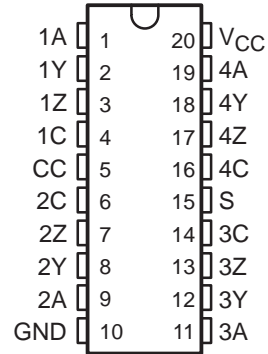 1A 1 20 VCC
1Y 2 19 4A
1Z 3 18 4Y
1C 4 17 4Z
CC 5 16 4C
2C 6 15 S
2Z 7 14 3C
2Y 8 13 3Z
2A 9 12 3Y
GND 10 11 3A